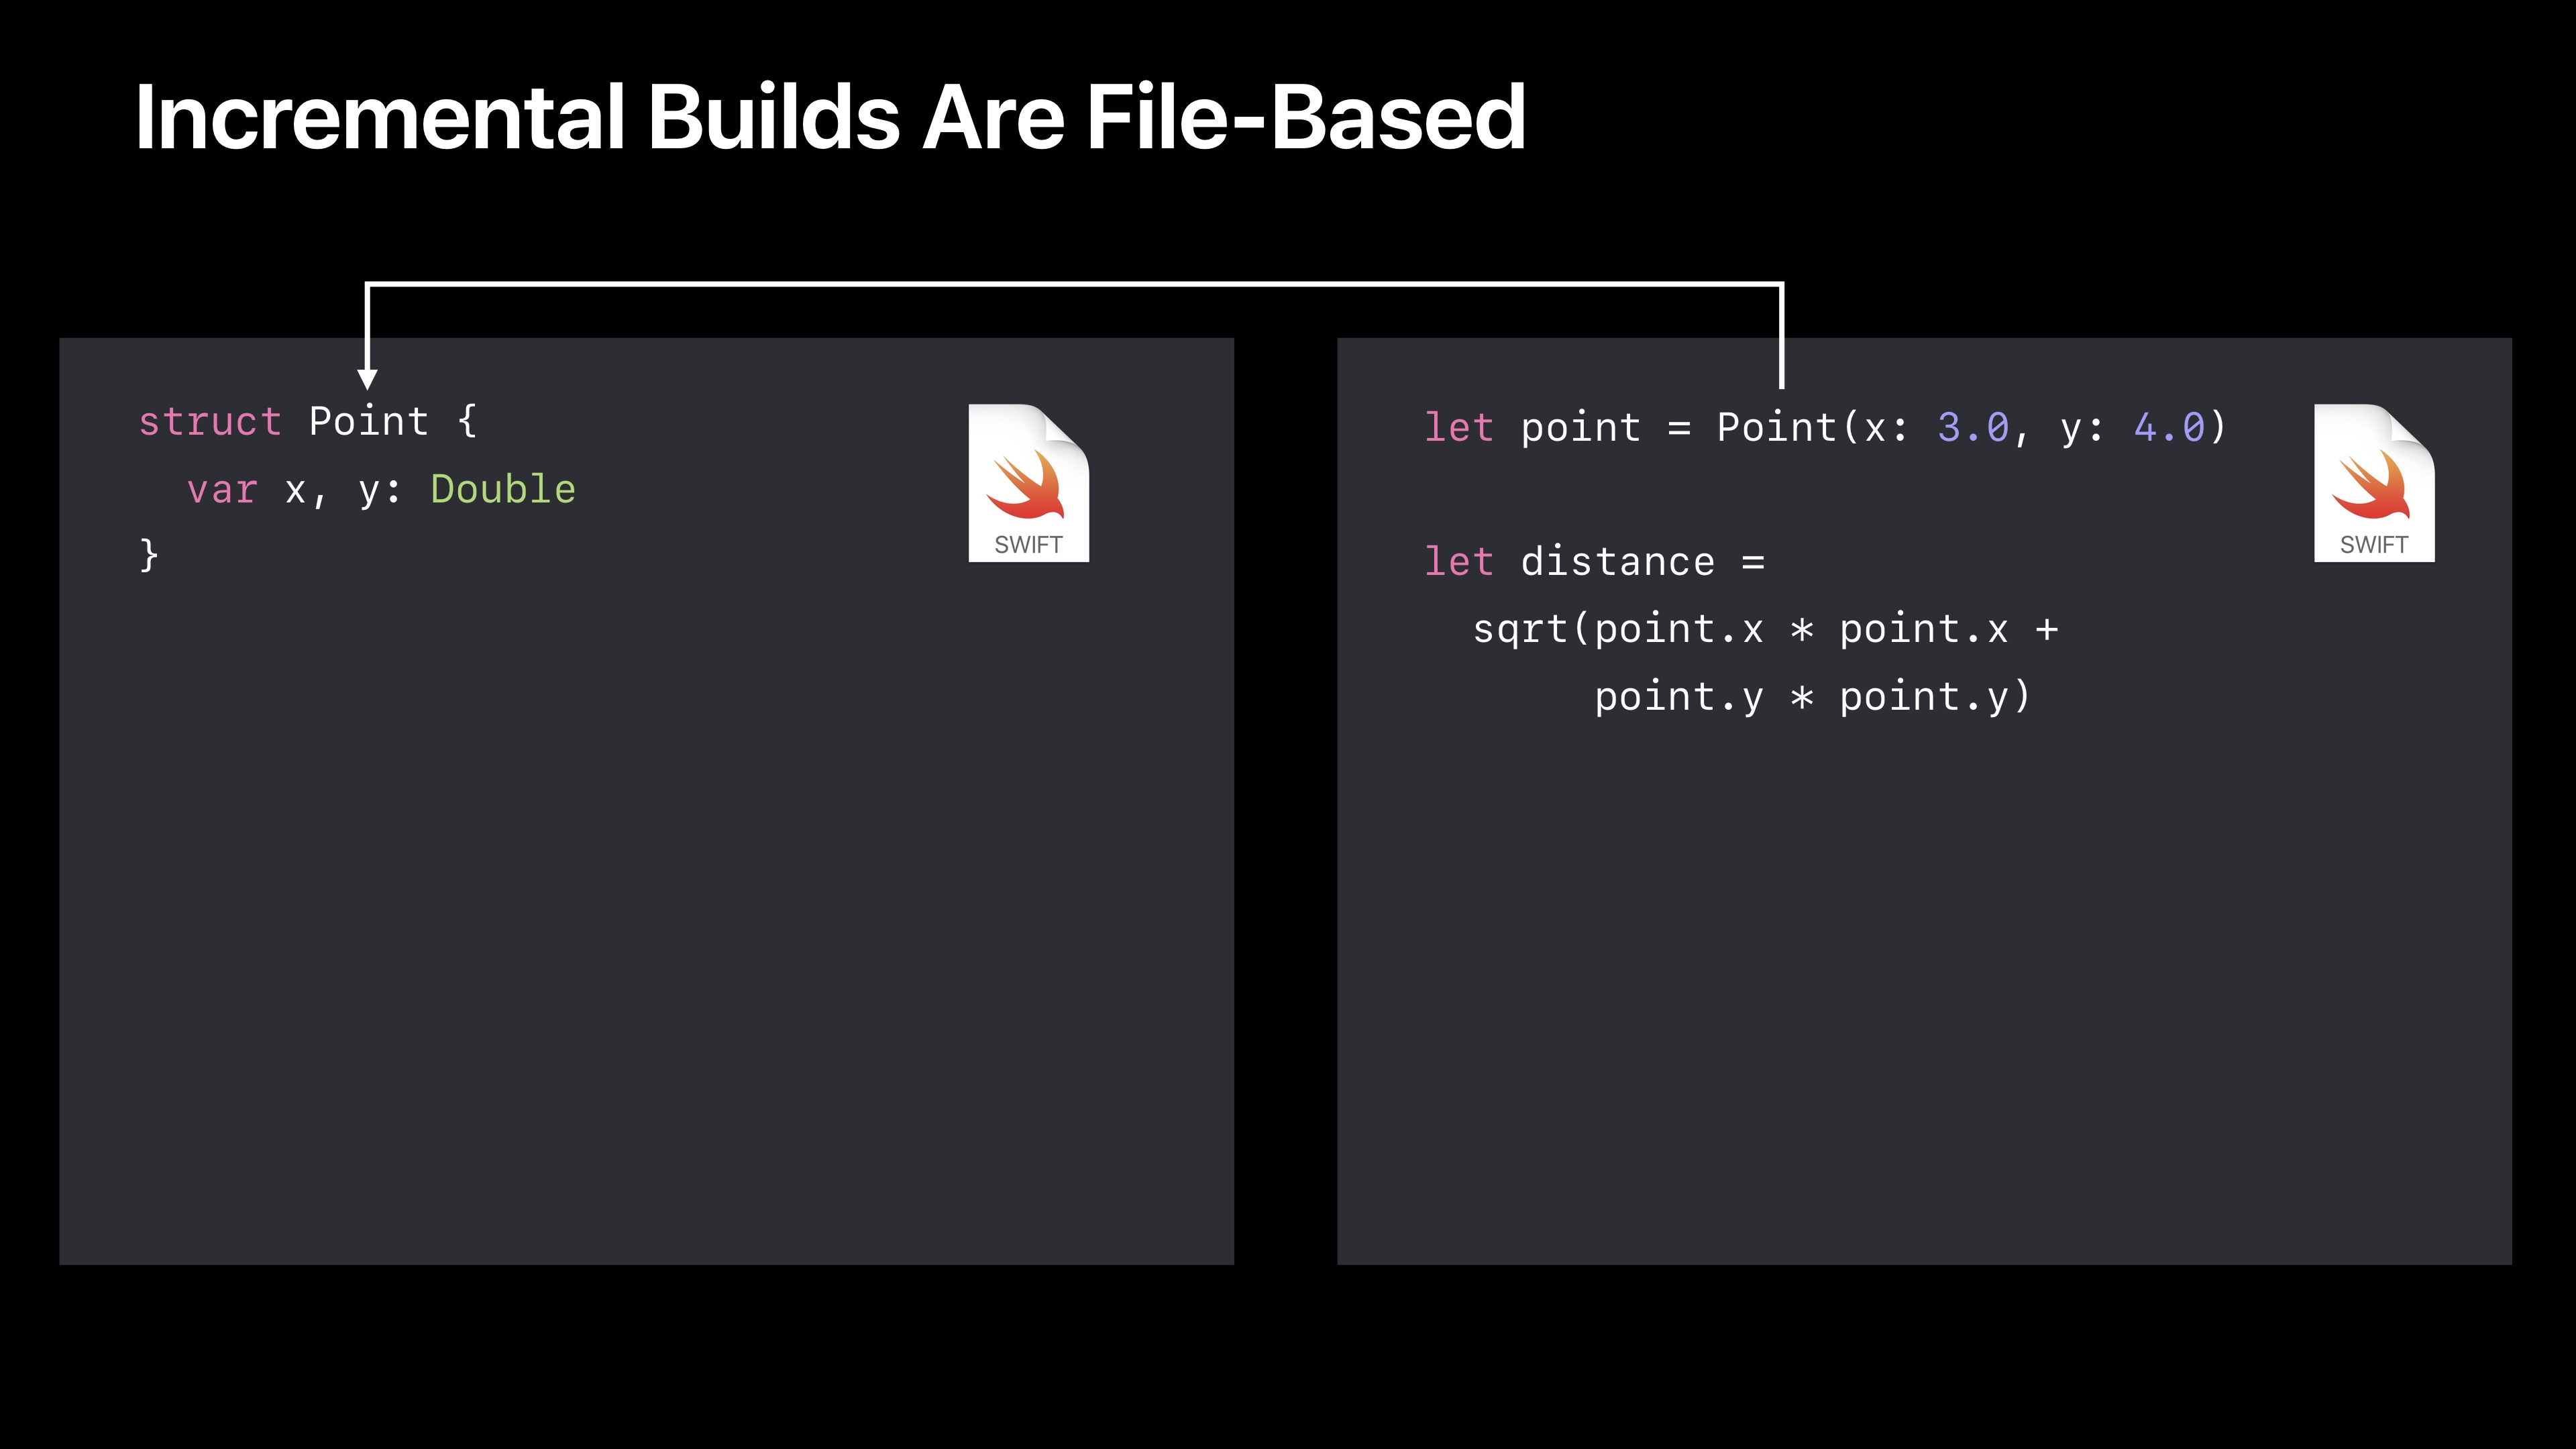 Incremental Builds Are File-Based
struct Point {
  var x, y: Double
}
SWIFT
let point = Point(x: 3.0, y: 4.0)
let distance =
  sqrt(point.x * point.x +
       point.y * point.y)
SWIFT